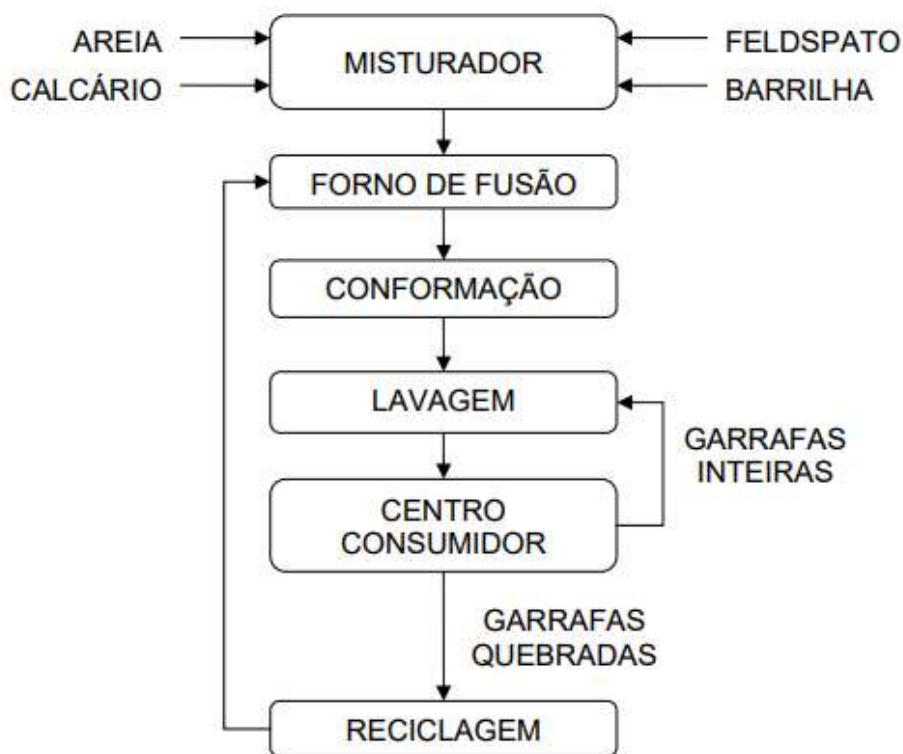 AREIA
CALCÁRIO
MISTURADOR
FELDSPATO
BARRILHA
FORNO DE FUSÃO
CONFORMAÇÃO
LAVAGEM
GARRAFAS
INTEIRAS
CENTRO
CONSUMIDOR
GARRAFAS
QUEBRADAS
RECICLAGEM